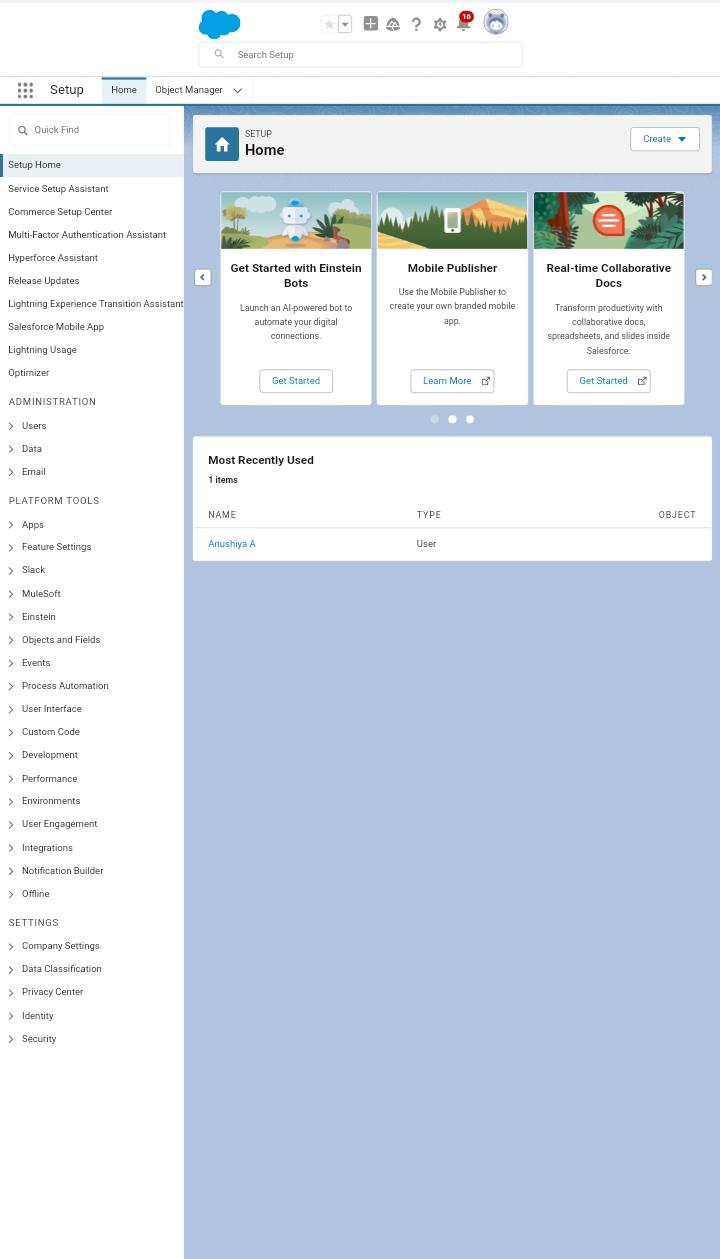 16
Search Setup
Setup
Home
Object Manager
Quick Find
Setup Home
Service Setup Assistant
Commerce Setup Center
Multi-Factor Authentication Assistant
Hyperforce Assistant
Release Updates
Lightning Experience Transition Assistant
Salesforce Mobile App
Lightning Usage
Optimizer
ADMINISTRATION
Users
Data
Email
PLATFORM TOOLS
Apps
Feature Settings
Slack
MuleSoft
Einstein
Objects and Fields
Events
Process Automation
User Interface
Custom Code
Development
Performance
Environments
User Engagement
Integrations
Notification Builder
Offline
SETTINGS
Company Settings
Data Classification
Privacy Center
Identity
Security
SETUP
Home
Create
Get Started with Einstein
Bots
Launch an AI-powered bot to
automate your digital
connections.
Get Started
Mobile Publisher
Use the Mobile Publisher to
create your own branded mobile
app.
Learn More
Real-time Collaborative
Docs
Transform productivity with
collaborative docs,
spreadsheets, and slides inside
Salesforce.
Get Started
Most Recently Used
1 items
NAME TYPE OBJECT
Anushiya A User